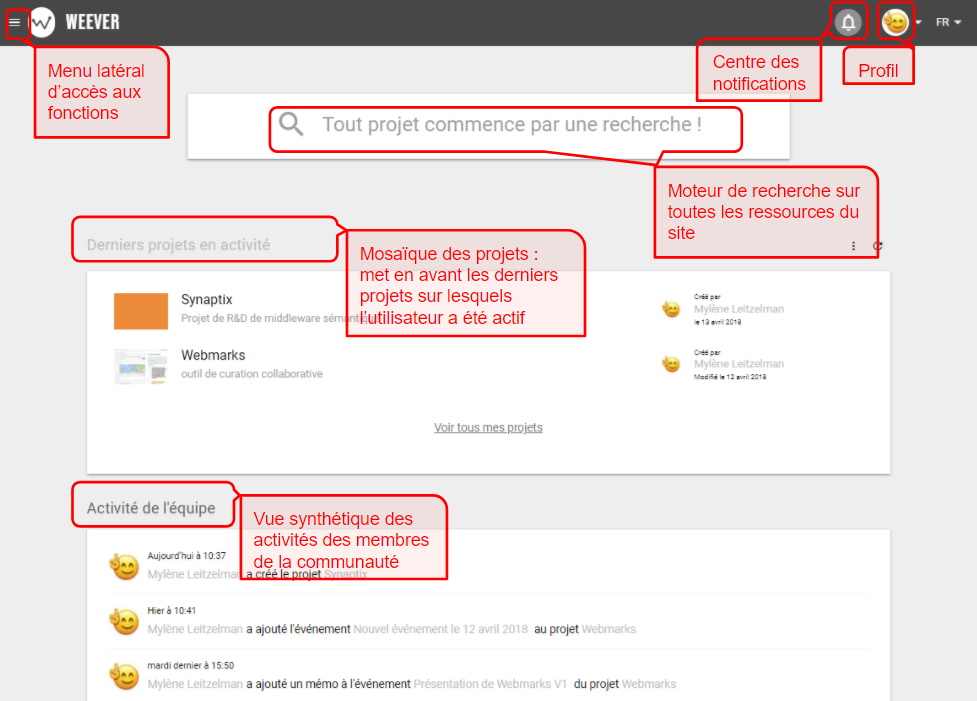 WEEVER
FR
Menu latéral
d'accès aux
fonctions
Centre des
notifications
Profil
Tout projet commence par une recherche !
Moteur de recherche sur
toutes les ressources du
site
Derniers projets en activité
Mosaïque des projets :
met en avant les derniers
projets sur lesquels
l'utilisateur a été actif
Synaptix
Projet de R&D de middleware sémantique
Créé par
Mylène Leitzelman
le 13 avril 2018
Webmarks
outil de curation collaborative
Créé par
Mylène Leitzelman
Modifié le 12 avril 2018
Voir tous mes projets
Activité de l'équipe
Vue synthétique des
activités des membres
de la communauté
Aujourd'hui à 10:37
Mylène Leitzelman a créé le projet Synaptix
Hier à 10:41
Mylène Leitzelman a ajouté l'événement Nouvel événement le 12 avril 2018 au projet Webmarks
mardi dernier à 15:50
Mylène Leitzelman a ajouté un mémo à l'événement Présentation de Webmarks V1 du projet Webmarks